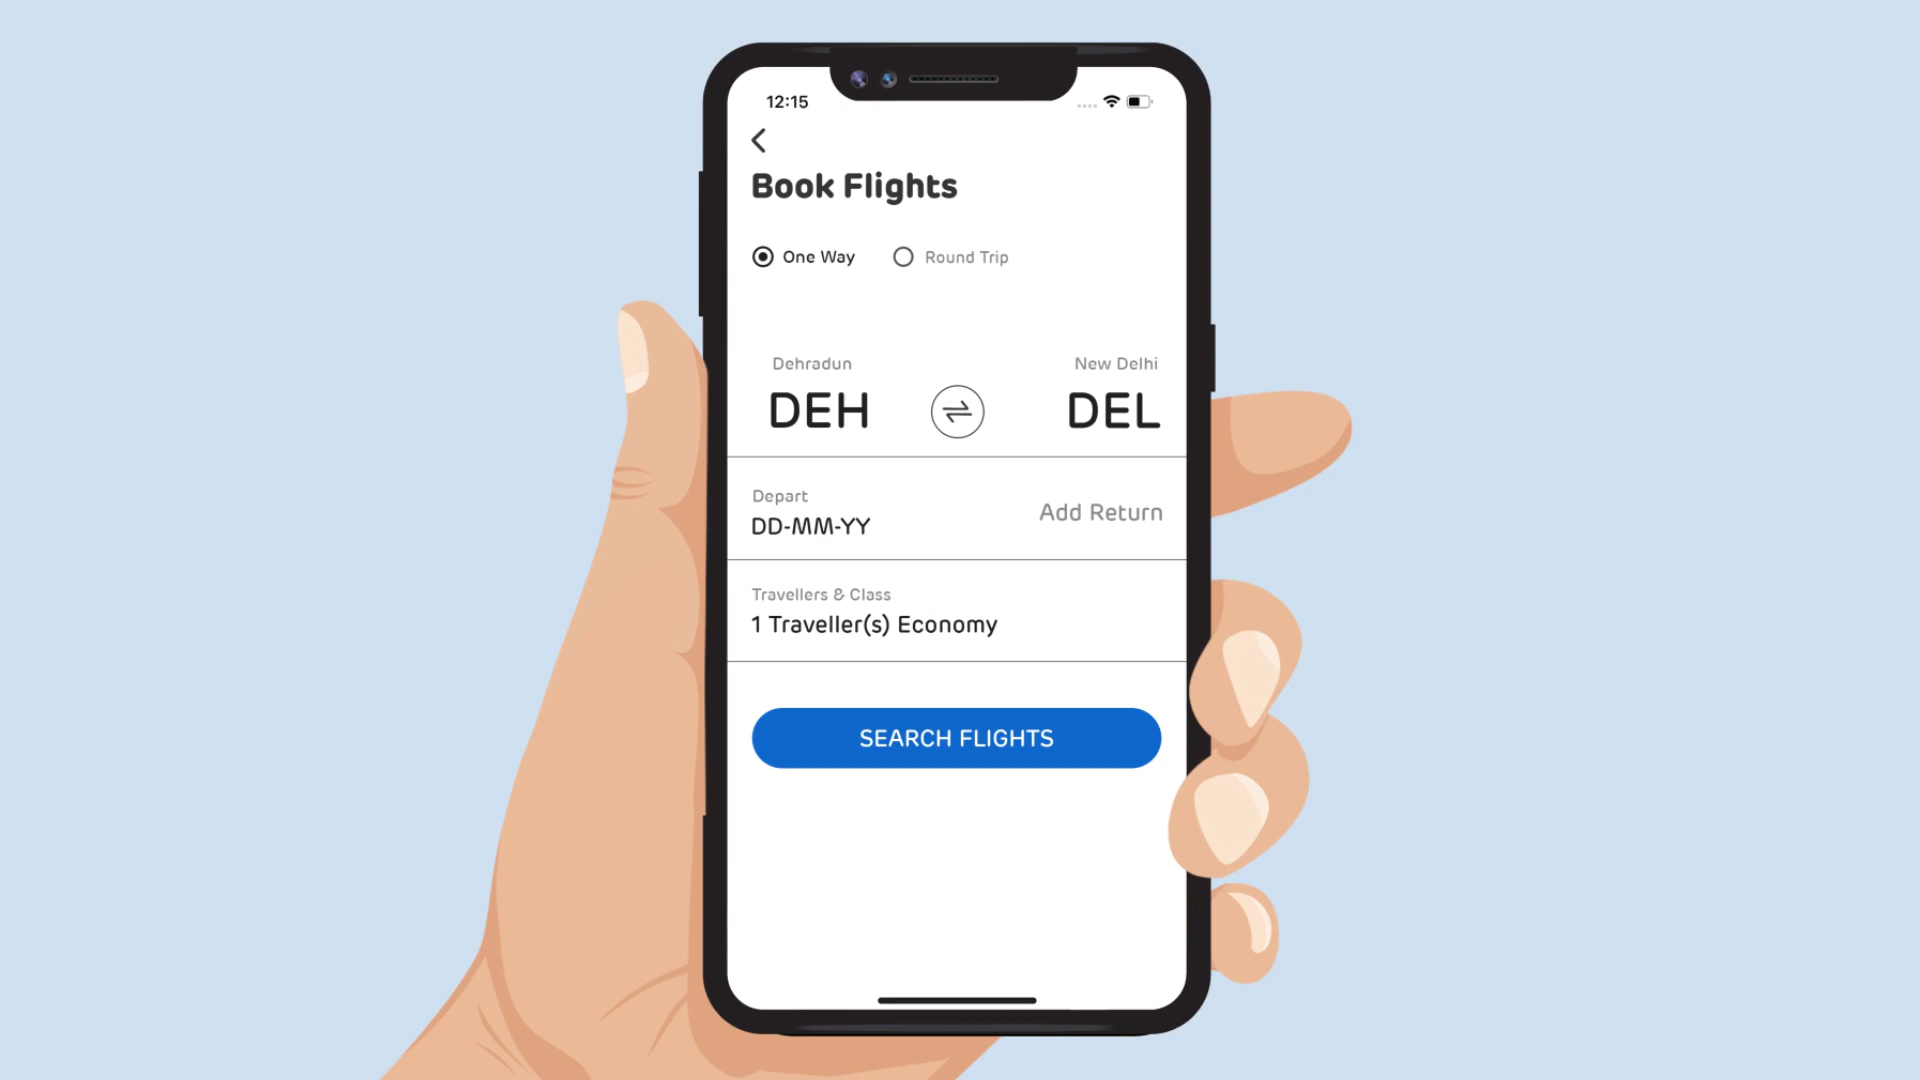 12:15
Book Flights
One Way Round Trip
Dehradun New Delhi
DEH DEL
Depart
DD-MM-YY
Add Return
Travellers & Class
1 Traveller(s) Economy
SEARCH FLIGHTS